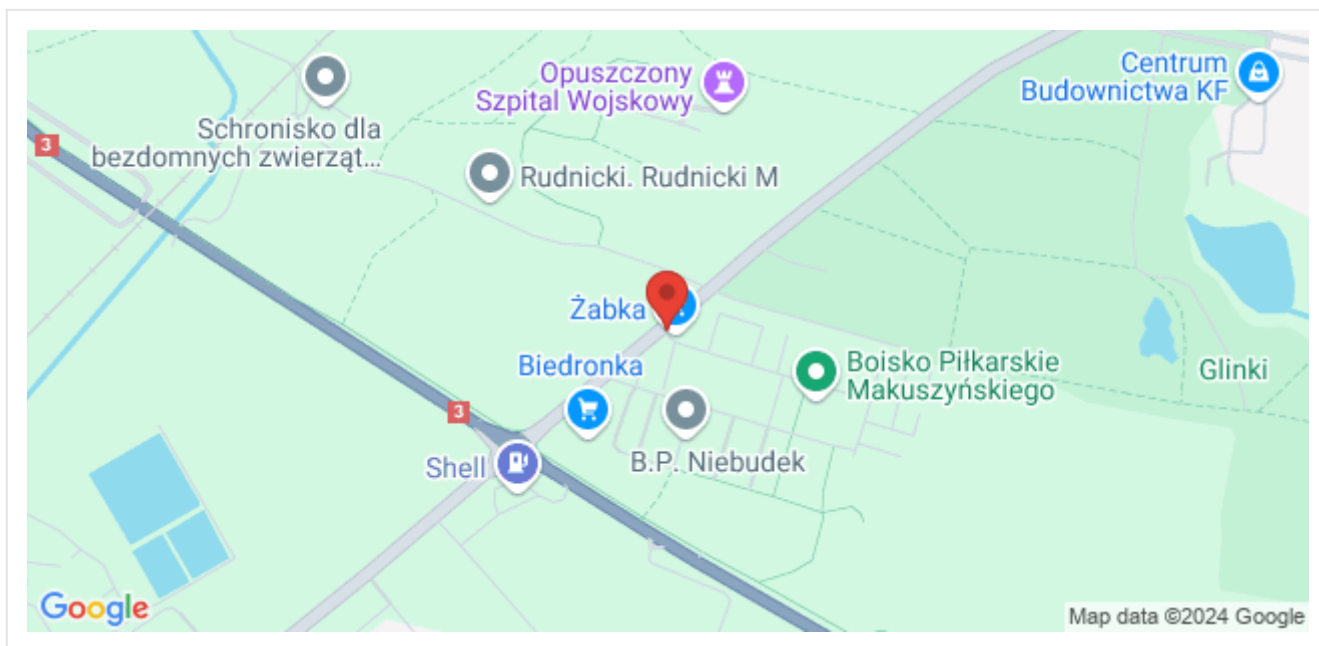 Opuszczony
Szpital Wojskowy
Centrum
Budownictwa KF
Schronisko dla
bezdomnych zwierząt...
3
Rudnicki. Rudnicki M
Żabka
Biedronka
Boisko Piłkarskie
Makuszyńskiego
Glinki
3
Shell
B.P. Niebudek
Google
Map data ©2024 Google